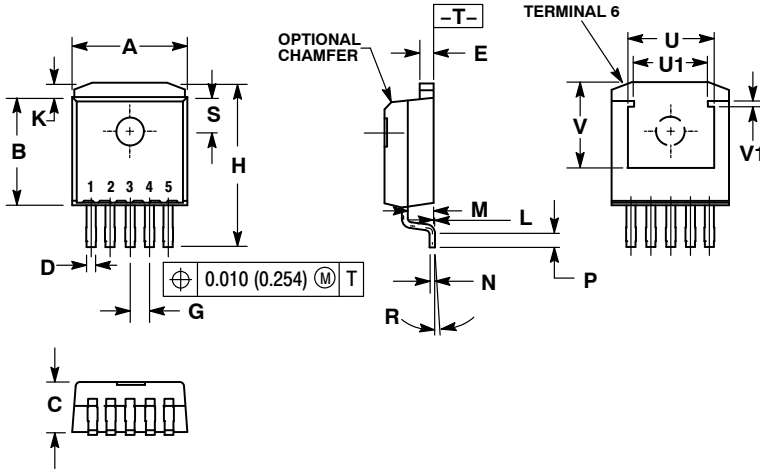 –T–
TERMINAL 6
OPTIONAL
CHAMFER
A
E
U
U1
K
S
B
H
V
V1
1 2 3 4 5
M
L
D
0.010 (0.254) Ⓜ T
N
P
G
R
C